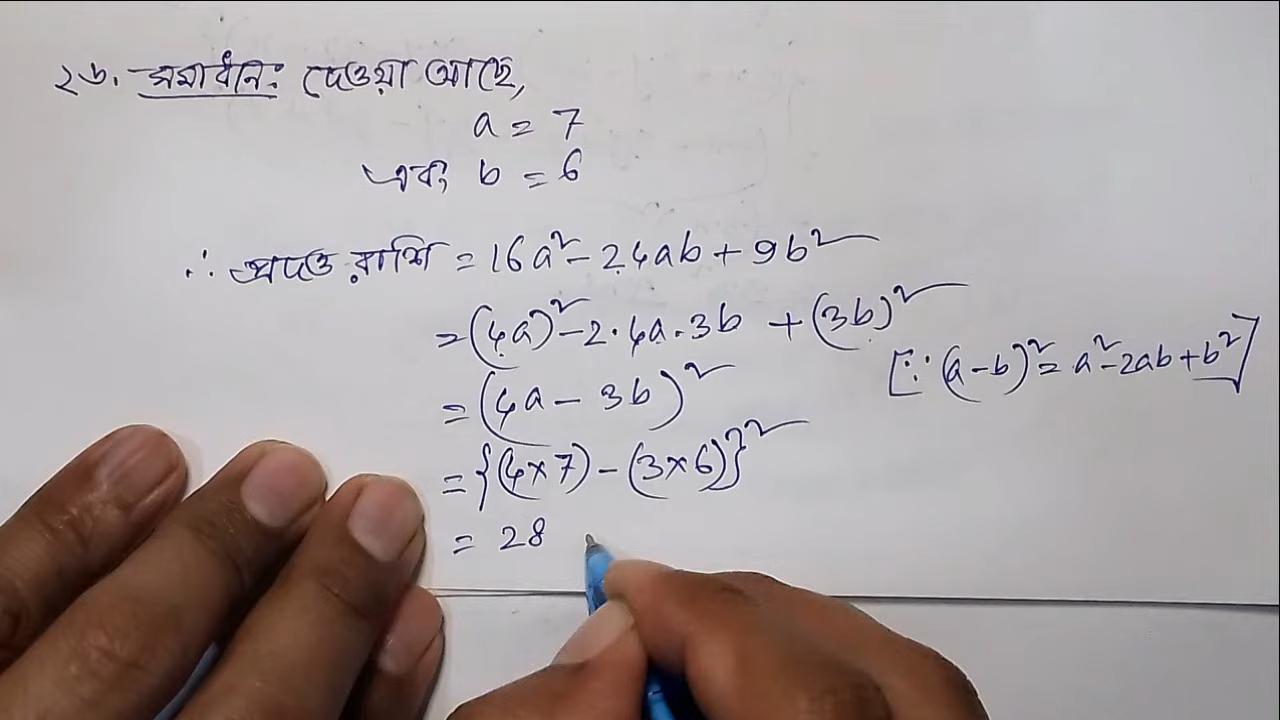 ২৬. সমাধান: দেওয়া আছে,
a = 7
এবং b = 6
∴ প্রদত্ত রাশি = 16a² - 24ab + 9b²
= (4a)² - 2·4a·3b + (3b)²
[∵ (a-b)² = a² - 2ab + b²]
= (4a - 3b)²
= {(4×7) - (3×6)}²
= 28